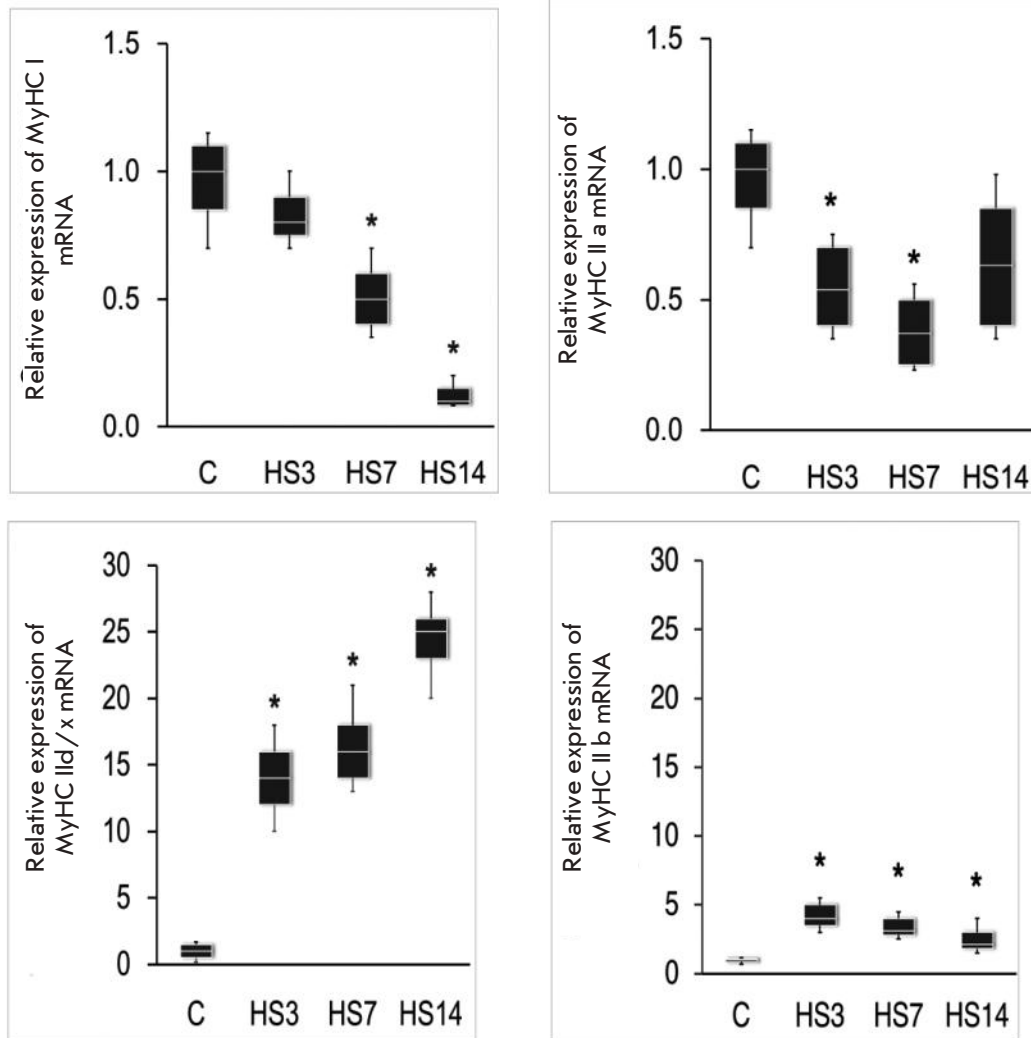 Relative expression of MyHC I
mRNA
1.5
1.0
0.5
0.0
*
*
C HS3 HS7 HS14
Relative expression of
MyHC II a mRNA
1.5
1.0
0.5
0.0
*
*
C HS3 HS7 HS14
Relative expression of
MyHC IId/x mRNA
30
25
20
15
10
5
0
*
*
*
C HS3 HS7 HS14
Relative expression of
MyHC II b mRNA
30
25
20
15
10
5
0
*
*
*
C HS3 HS7 HS14